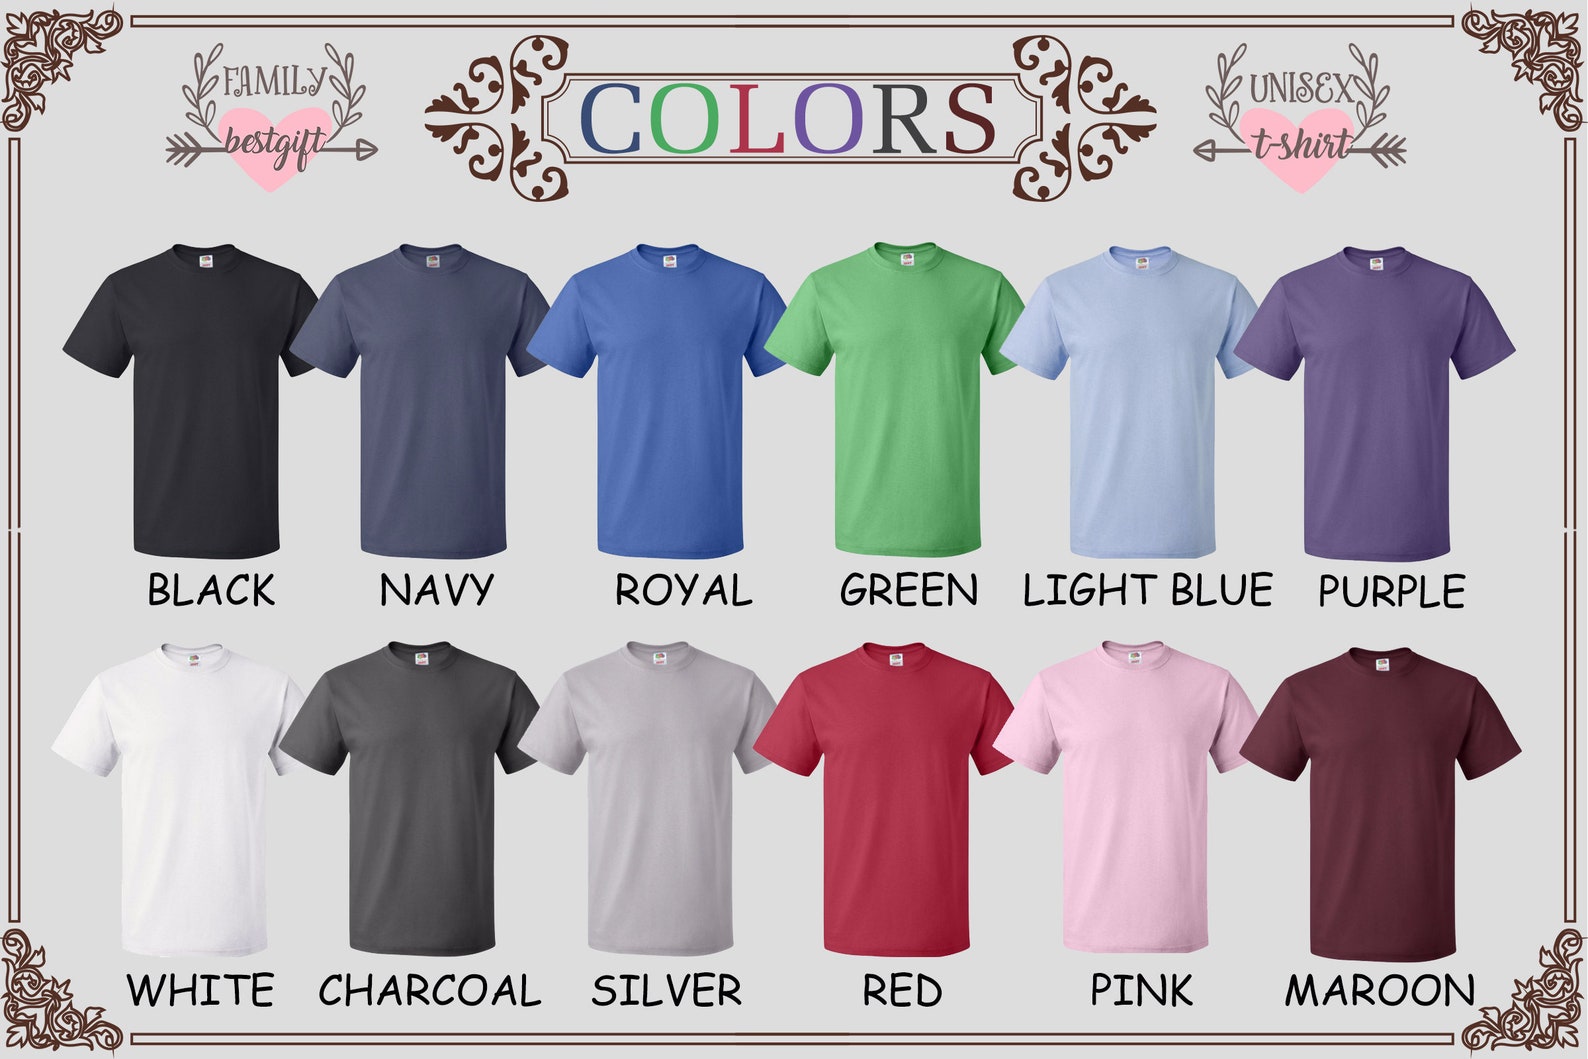 FAMILY
bestgift
COLORS
UNISEX
t-shirt
BLACK
NAVY
ROYAL
GREEN
LIGHT BLUE
PURPLE
WHITE
CHARCOAL
SILVER
RED
PINK
MAROON